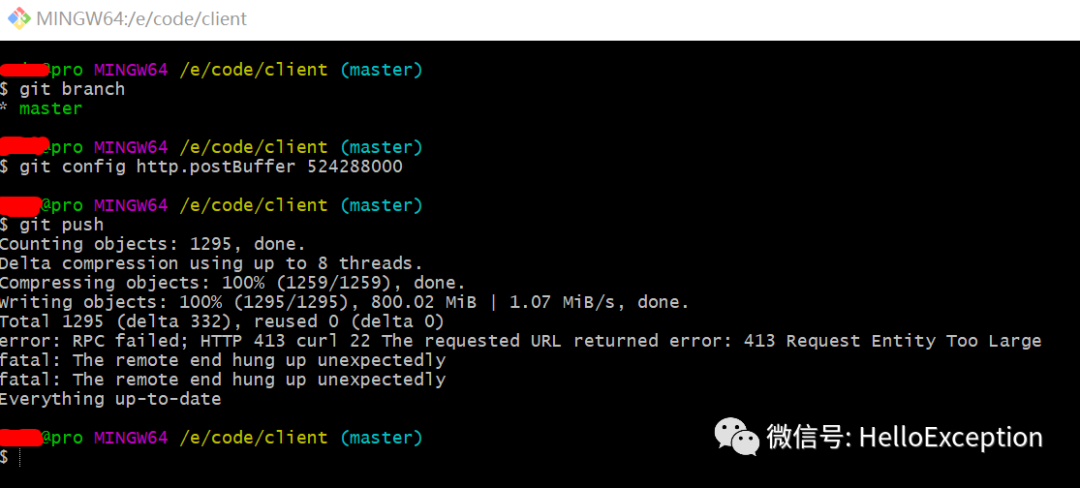 MINGW64:/e/code/client
@pro MINGW64 /e/code/client (master)
$ git branch
* master
@pro MINGW64 /e/code/client (master)
$ git config http.postBuffer 524288000
@pro MINGW64 /e/code/client (master)
$ git push
Counting objects: 1295, done.
Delta compression using up to 8 threads.
Compressing objects: 100% (1259/1259), done.
Writing objects: 100% (1295/1295), 800.02 MiB | 1.07 MiB/s, done.
Total 1295 (delta 332), reused 0 (delta 0)
error: RPC failed; HTTP 413 curl 22 The requested URL returned error: 413 Request Entity Too Large
fatal: The remote end hung up unexpectedly
fatal: The remote end hung up unexpectedly
Everything up-to-date
@pro MINGW64 /e/code/client (master)
$
微信号: HelloException